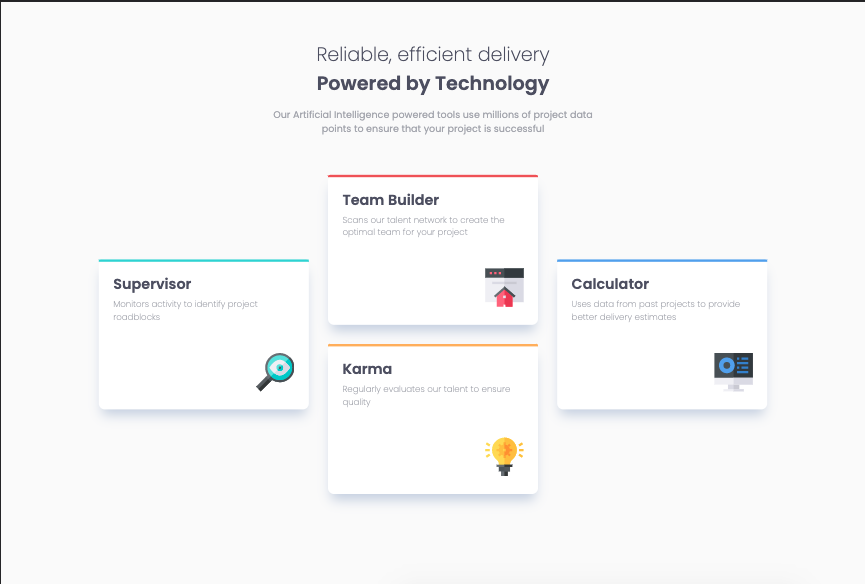 Reliable, efficient delivery
Powered by Technology
Our Artificial Intelligence powered tools use millions of project data
points to ensure that your project is successful
Supervisor
Monitors activity to identify project
roadblocks
Team Builder
Scans our talent network to create the
optimal team for your project
Karma
Regularly evaluates our talent to ensure
quality
Calculator
Uses data from past projects to provide
better delivery estimates